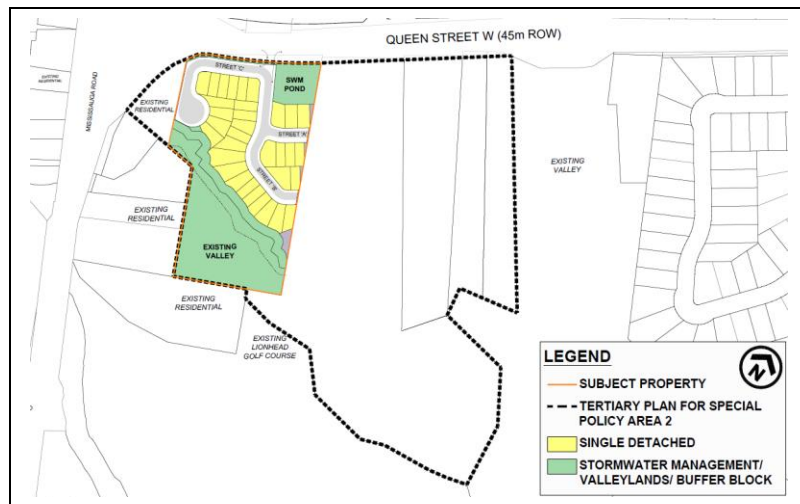 QUEEN STREET W (45m ROW)
MISSISSAUGA ROAD
EXISTING
RESIDENTIAL
STREET 'C'
SWM
POND
EXISTING
RESIDENTIAL
STREET 'A'
STREET 'B'
EXISTING
VALLEY
EXISTING
RESIDENTIAL
EXISTING
VALLEY
EXISTING
RESIDENTIAL
EXISTING
LIONHEAD
GOLF COURSE
LEGEND
N
SUBJECT PROPERTY
TERTIARY PLAN FOR SPECIAL
POLICY AREA 2
SINGLE DETACHED
STORMWATER MANAGEMENT/
VALLEYLANDS/ BUFFER BLOCK